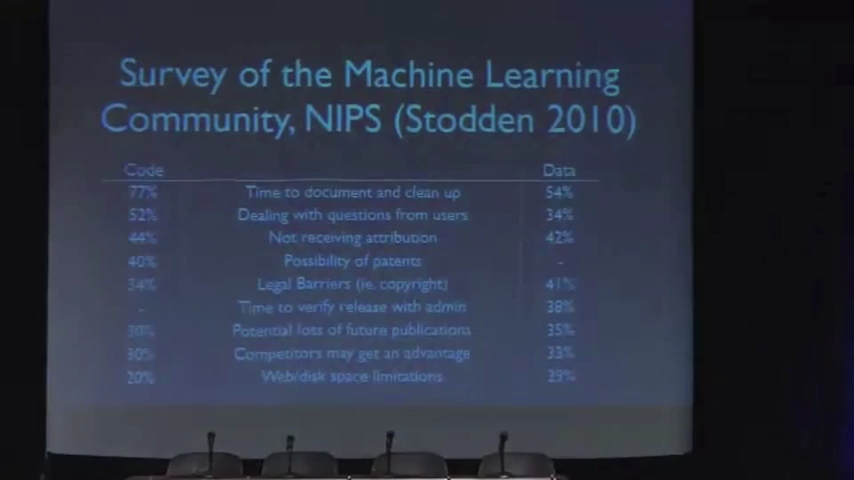 Survey of the Machine Learning
Community, NIPS (Stodden 2010)
Code Data
77% Time to document and clean up 54%
52% Dealing with questions from users 34%
44% Not receiving attribution 42%
40% Possibility of patents -
34% Legal Barriers (ie. copyright) 41%
- Time to verify release with admin 38%
30% Potential loss of future publications 35%
30% Competitors may get an advantage 33%
20% Web/disk space limitations 29%